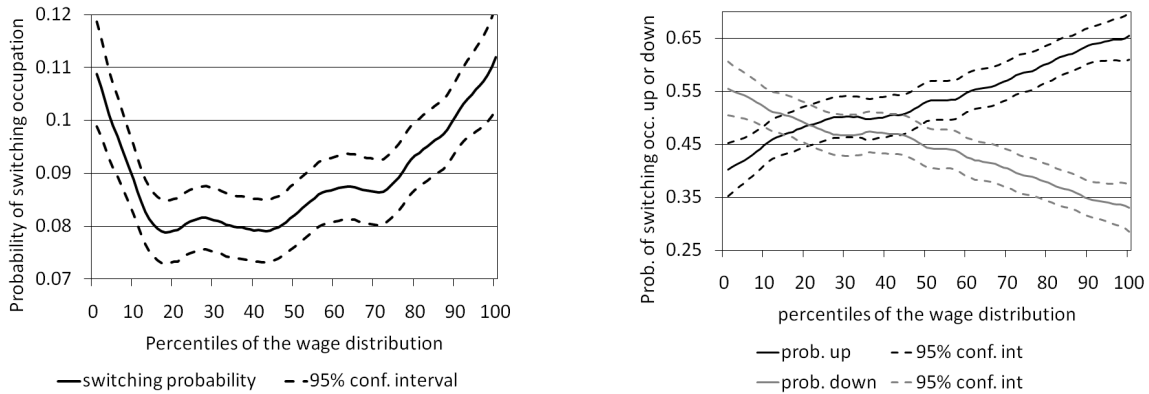 Probability of switching occupation
0.12
0.11
0.1
0.09
0.08
0.07
0 10 20 30 40 50 60 70 80 90 100
Percentiles of the wage distribution
switching probability 95% conf. interval
Prob. of switching occ. up or down
0.65
0.55
0.45
0.35
0.25
0 10 20 30 40 50 60 70 80 90 100
percentiles of the wage distribution
prob. up 95% conf. int
prob. down 95% conf. int